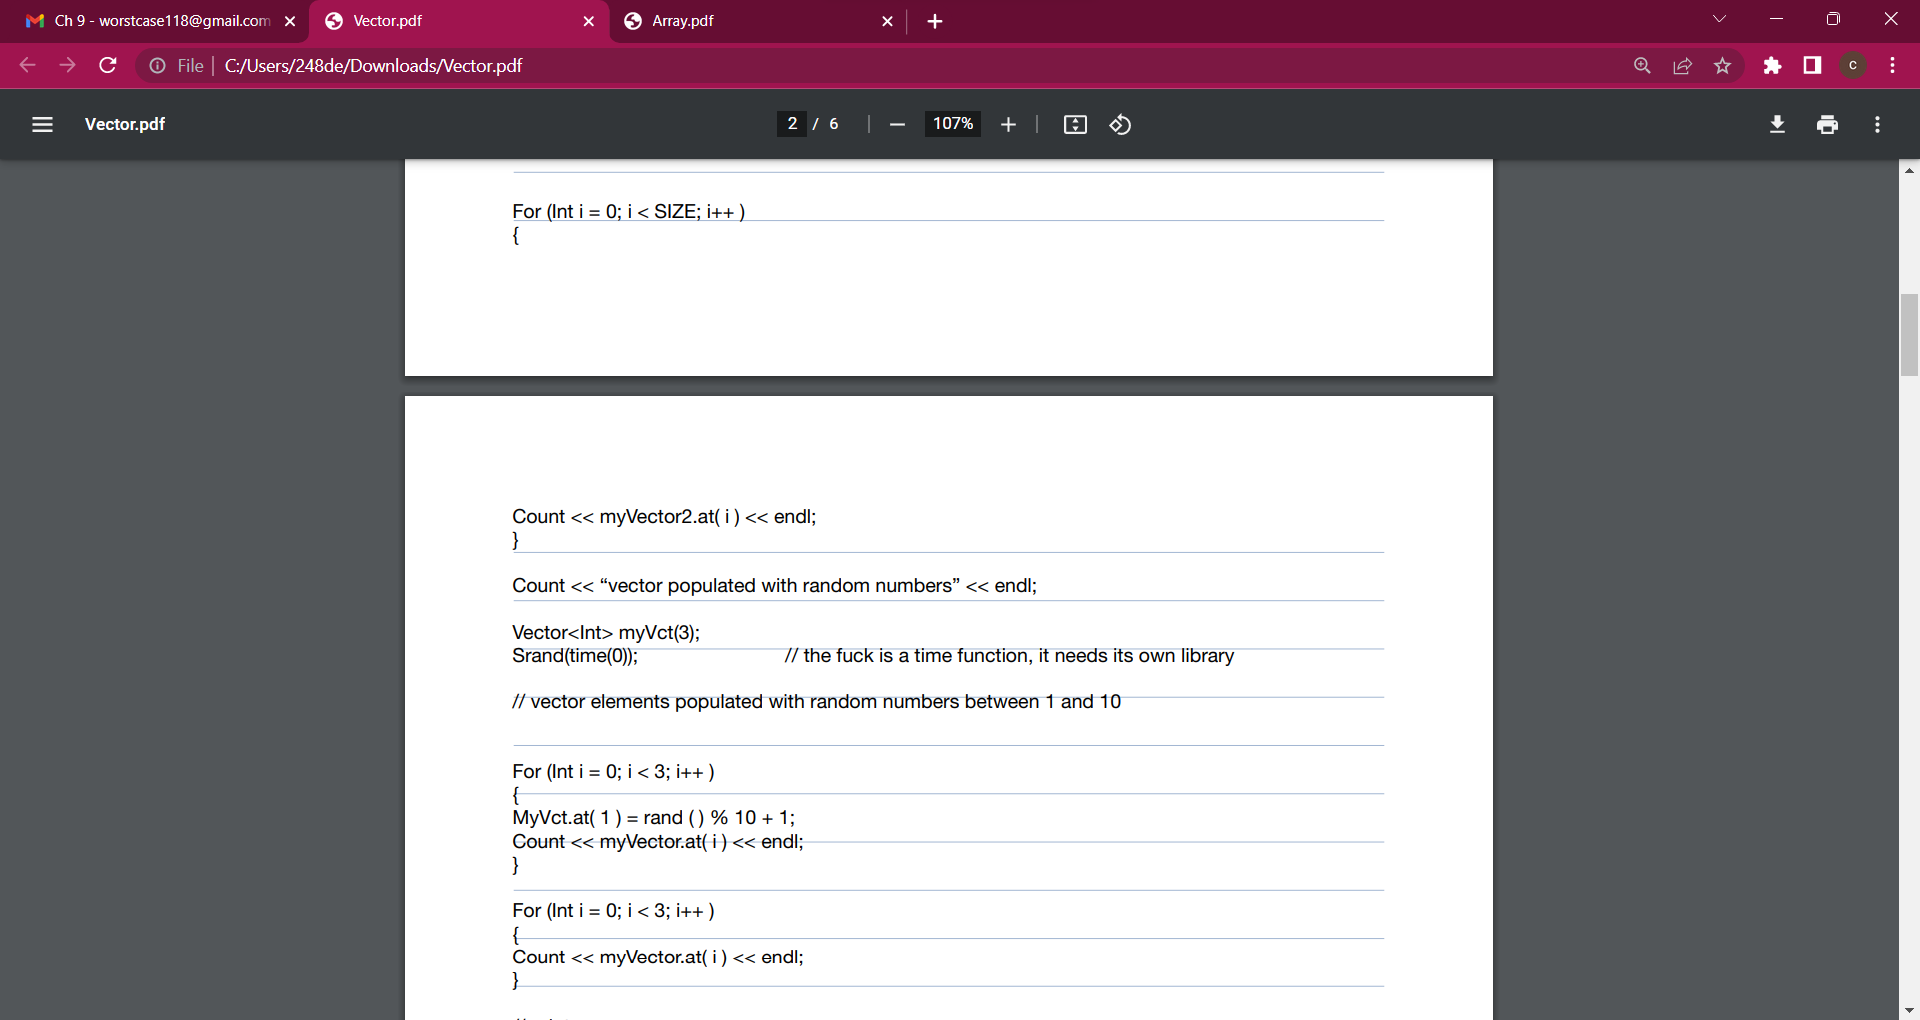 Ch 9 - worstcase118@gmail.com
Vector.pdf
Array.pdf
File
C:/Users/248de/Downloads/Vector.pdf
c
Vector.pdf
2 / 6
107%
For (Int i = 0; i < SIZE; i++ )
{
Count << myVector2.at( i ) << endl;
}
Count << “vector populated with random numbers” << endl;
Vector<Int> myVct(3);
Srand(time(0)); // the fuck is a time function, it needs its own library
// vector elements populated with random numbers between 1 and 10
For (Int i = 0; i < 3; i++ )
{
MyVct.at( 1 ) = rand () % 10 + 1;
Count << myVector.at( i ) << endl;
}
For (Int i = 0; i < 3; i++ )
{
Count << myVector.at( i ) << endl;
}